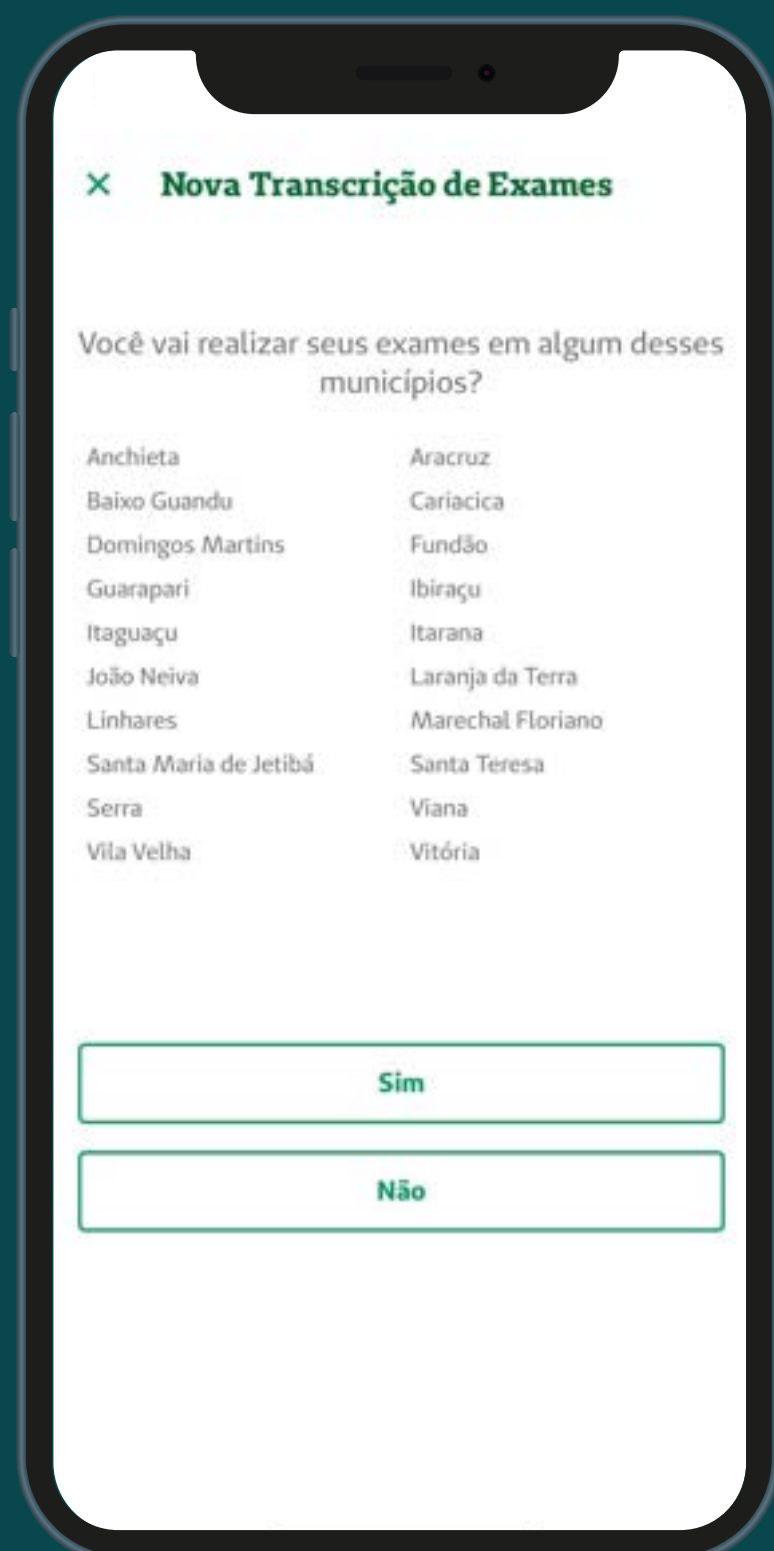 × Nova Transcrição de Exames
Você vai realizar seus exames em algum desses
municípios?
Anchieta Aracruz
Baixo Guandu Cariacica
Domingos Martins Fundão
Guarapari Ibiraçu
Itaguaçu Itarana
João Neiva Laranja da Terra
Linhares Marechal Floriano
Santa Maria de Jetibá Santa Teresa
Serra Viana
Vila Velha Vitória
Sim
Não